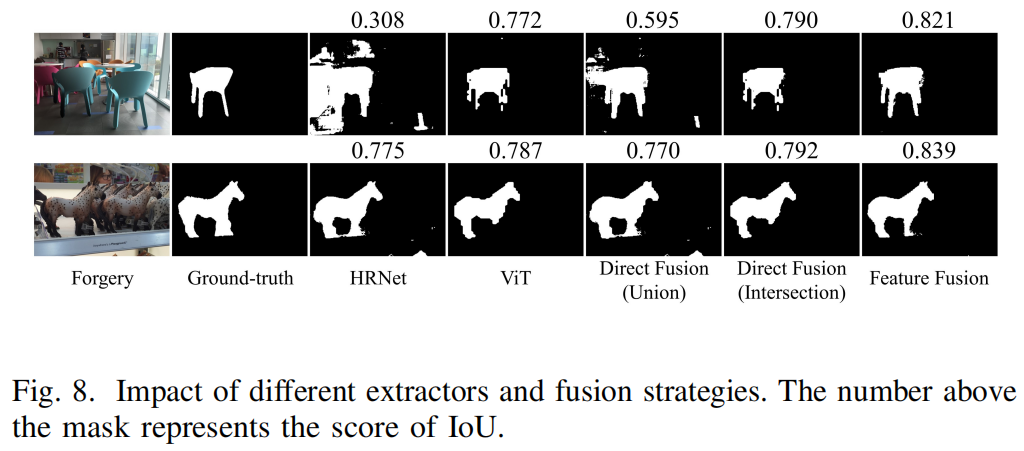 0.308 0.772 0.595 0.790 0.821
0.775 0.787 0.770 0.792 0.839
Forgery Ground-truth HRNet ViT Direct Fusion (Union) Direct Fusion (Intersection) Feature Fusion
Fig. 8. Impact of different extractors and fusion strategies. The number above
the mask represents the score of IoU.